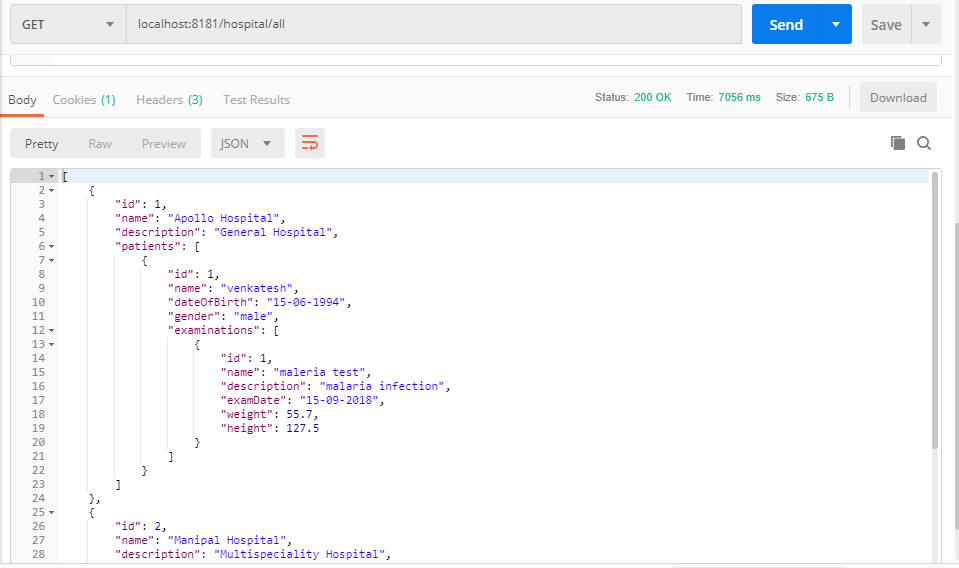 GET localhost:8181/hospital/all Send Save
Body Cookies (1) Headers (3) Test Results Status: 200 OK Time: 7056 ms Size: 675 B Download
Pretty Raw Preview JSON
1 [
2 {
3 "id": 1,
4 "name": "Apollo Hospital",
5 "description": "General Hospital",
6 "patients": [
7 {
8 "id": 1,
9 "name": "venkatesh",
10 "dateOfBirth": "15-06-1994",
11 "gender": "male",
12 "examinations": [
13 {
14 "id": 1,
15 "name": "maleria test",
16 "description": "malaria infection",
17 "examDate": "15-09-2018",
18 "weight": 55.7,
19 "height": 127.5
20 }
21 ]
22 }
23 ]
24 },
25 {
26 "id": 2,
27 "name": "Manipal Hospital",
28 "description": "Multispeciality Hospital",